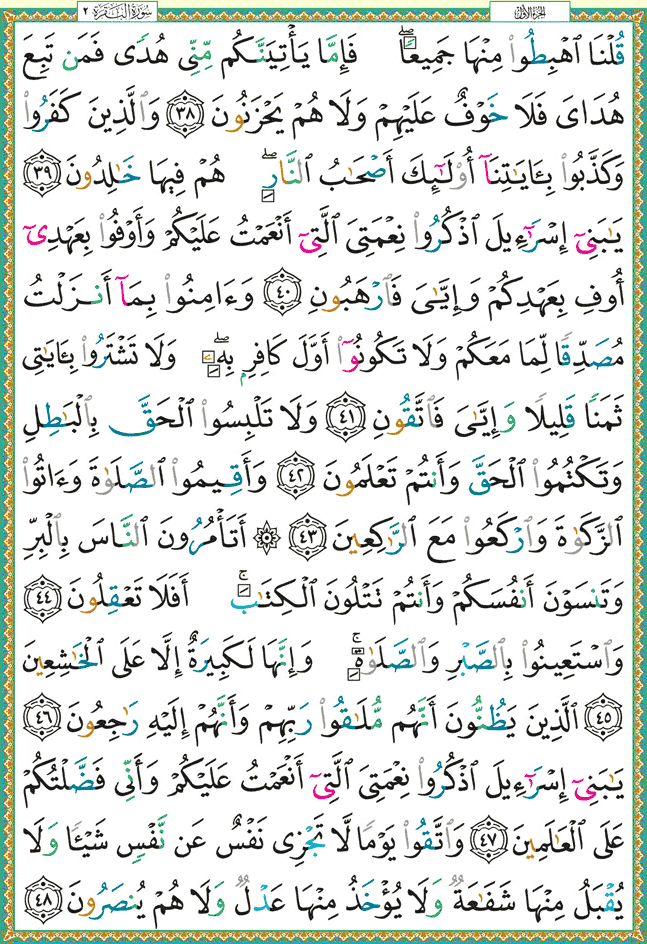 سُورَةُ الْبَقَرَةِ ٢
الجزء الأول
قُلْنَا ٱهْبِطُوا۟ مِنْهَا جَمِيعًاۖ فَإِمَّا يَأْتِيَنَّكُم مِّنِّى هُدًى فَمَن تَبِعَ
هُدَاىَ فَلَا خَوْفٌ عَلَيْهِمْ وَلَا هُمْ يَحْزَنُونَ ٣٨ وَٱلَّذِينَ كَفَرُوا۟
وَكَذَّبُوا۟ بِـَٔايَـٰتِنَآ أُو۟لَـٰٓئِكَ أَصْحَـٰبُ ٱلنَّارِۖ هُمْ فِيهَا خَـٰلِدُونَ ٣٩
يَـٰبَنِىٓ إِسْرَٰٓءِيلَ ٱذْكُرُوا۟ نِعْمَتِىَ ٱلَّتِىٓ أَنْعَمْتُ عَلَيْكُمْ وَأَوْفُوا۟ بِعَهْدِىٓ
أُوفِ بِعَهْدِكُمْ وَإِيَّـٰىَ فَٱرْهَبُونِ ٤٠ وَءَامِنُوا۟ بِمَآ أَنزَلْتُ
مُصَدِّقًا لِّمَا مَعَكُمْ وَلَا تَكُونُوٓا۟ أَوَّلَ كَافِرٍۭ بِهِۦۖ وَلَا تَشْتَرُوا۟ بِـَٔايَـٰتِى
ثَمَنًا قَلِيلًا وَإِيَّـٰىَ فَٱتَّقُونِ ٤١ وَلَا تَلْبِسُوا۟ ٱلْحَقَّ بِٱلْبَـٰطِلِ
وَتَكْتُمُوا۟ ٱلْحَقَّ وَأَنتُمْ تَعْلَمُونَ ٤٢ وَأَقِيمُوا۟ ٱلصَّلَوٰةَ وَءَاتُوا۟
ٱلزَّكَوٰةَ وَٱرْكَعُوا۟ مَعَ ٱلرَّٰكِعِينَ ٤٣ ۞ أَتَأْمُرُونَ ٱلنَّاسَ بِٱلْبِرِّ
وَتَنسَوْنَ أَنفُسَكُمْ وَأَنتُمْ تَتْلُونَ ٱلْكِتَـٰبَۚ أَفَلَا تَعْقِلُونَ ٤٤
وَٱسْتَعِينُوا۟ بِٱلصَّبْرِ وَٱلصَّلَوٰةِۚ وَإِنَّهَا لَكَبِيرَةٌ إِلَّا عَلَى ٱلْخَـٰشِعِينَ
٤٥ ٱلَّذِينَ يَظُنُّونَ أَنَّهُم مُّلَـٰقُوا۟ رَبِّهِمْ وَأَنَّهُمْ إِلَيْهِ رَٰجِعُونَ ٤٦
يَـٰبَنِىٓ إِسْرَٰٓءِيلَ ٱذْكُرُوا۟ نِعْمَتِىَ ٱلَّتِىٓ أَنْعَمْتُ عَلَيْكُمْ وَأَنِّى فَضَّلْتُكُمْ
عَلَى ٱلْعَـٰلَمِينَ ٤٧ وَٱتَّقُوا۟ يَوْمًا لَّا تَجْزِى نَفْسٌ عَن نَّفْسٍ شَيْـًٔا وَلَا
يُقْبَلُ مِنْهَا شَفَـٰعَةٌ وَلَا يُؤْخَذُ مِنْهَا عَدْلٌ وَلَا هُمْ يُنصَرُونَ ٤٨